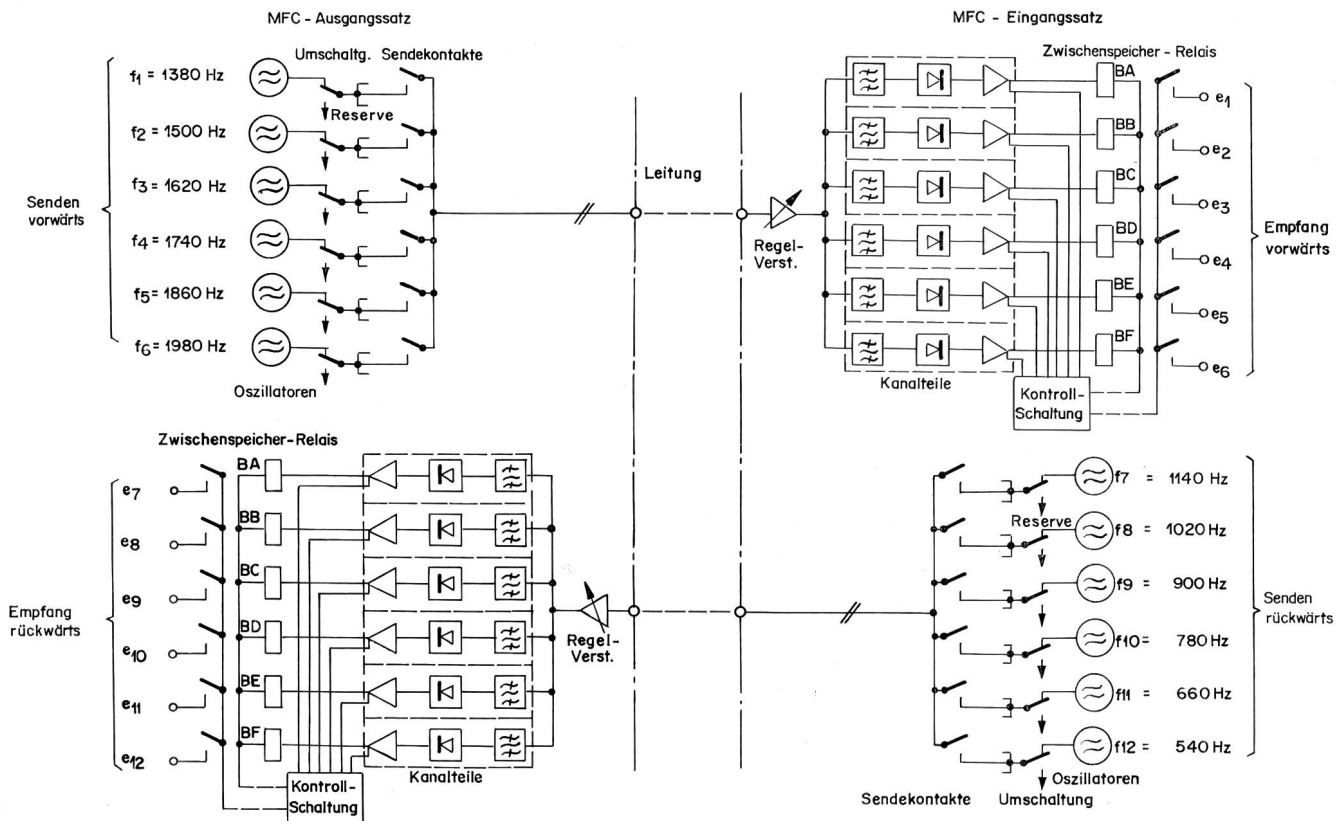 MFC - Ausgangssatz
MFC - Eingangssatz
Umschaltg. Sendekontakte
Zwischenspeicher - Relais
f1 = 1380 Hz
Reserve
f2 = 1500 Hz
f3 = 1620 Hz
f4 = 1740 Hz
f5 = 1860 Hz
f6 = 1980 Hz
Senden
vorwärts
Oszillatoren
Leitung
Regel-
Verst.
BA
BB
BC
BD
BE
BF
e1
e2
e3
e4
e5
e6
Empfang
vorwärts
Kanalteile
Kontroll-
Schaltung
Zwischenspeicher-Relais
e7
e8
e9
e10
e11
e12
Empfang
rückwärts
BA
BB
BC
BD
BE
BF
Kontroll-
Schaltung
Kanalteile
Regel-
Verst.
f7 = 1140 Hz
Reserve
f8 = 1020 Hz
f9 = 900 Hz
f10 = 780 Hz
f11 = 660 Hz
f12 = 540 Hz
Senden
rückwärts
Oszillatoren
Sendekontakte Umschaltung